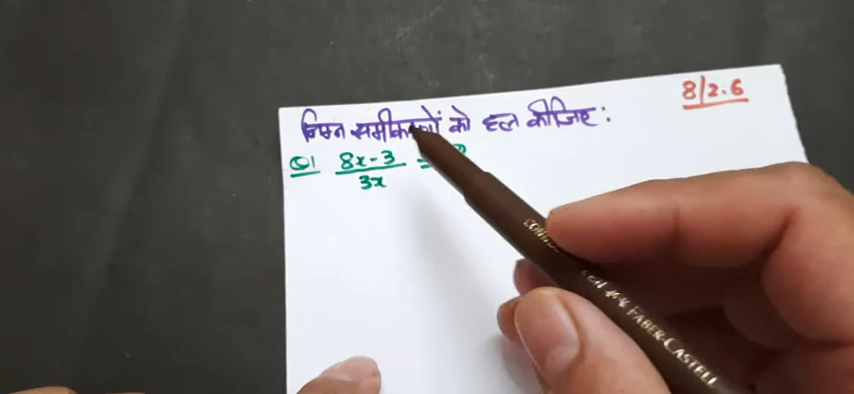 8/2.6
निम्न समीकरणों को हल कीजिए:
Q1 8x-3 =
3x
FABER-CASTELL